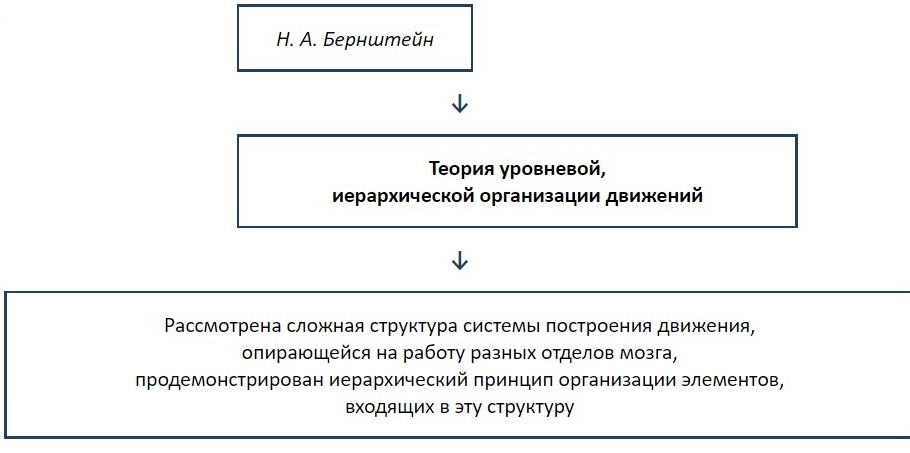 Н. А. Бернштейн
Теория уровневой,
иерархической организации движений
Рассмотрена сложная структура системы построения движения,
опирающейся на работу разных отделов мозга,
продемонстрирован иерархический принцип организации элементов,
входящих в эту структуру